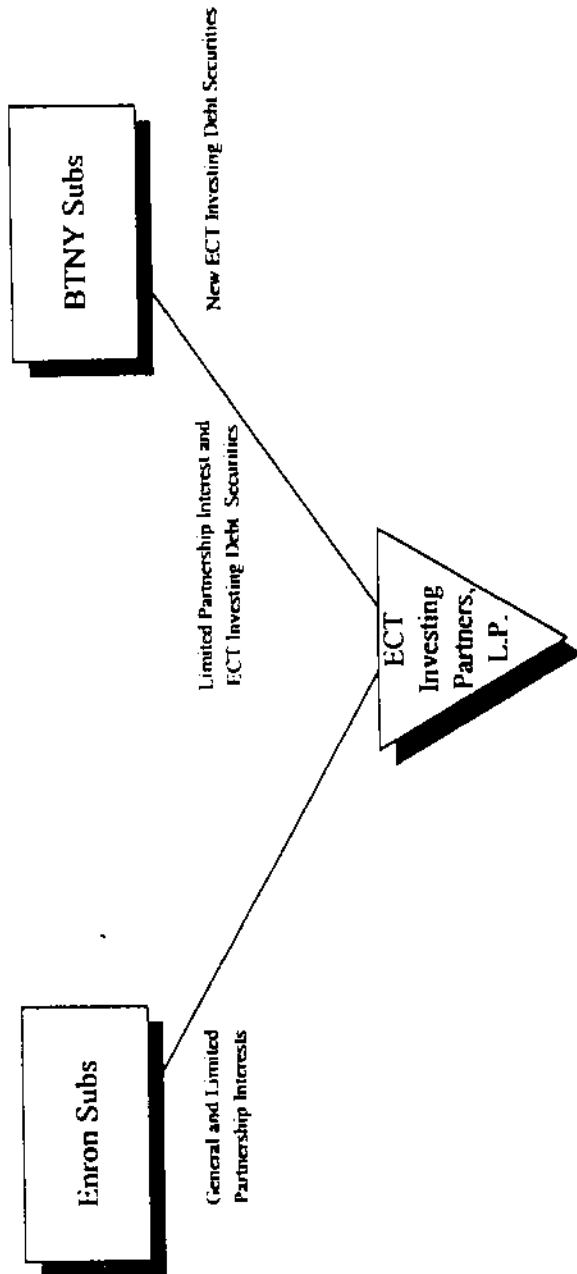 Enron Subs
BTNY Subs
General and Limited
Partnership Interests
Limited Partnership Interest and
ECT Investing Debt Securities
New ECT Investing Debt Securities
ECT
Investing
Partners,
L.P.